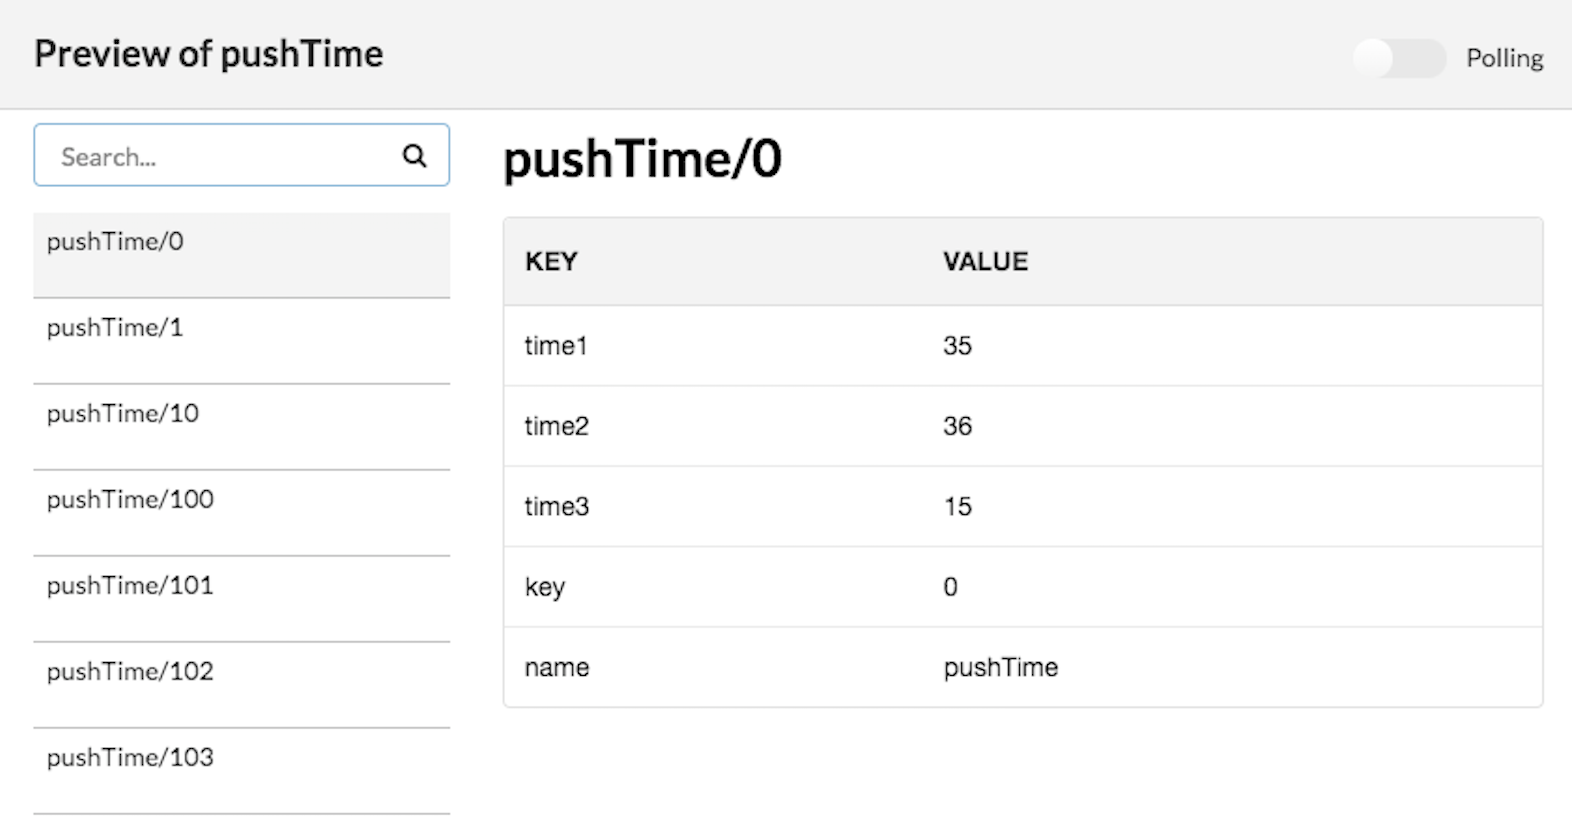 Preview of pushTime
Polling
Search...
pushTime/0
pushTime/1
pushTime/10
pushTime/100
pushTime/101
pushTime/102
pushTime/103
pushTime/0
KEY VALUE
time1 35
time2 36
time3 15
key 0
name pushTime